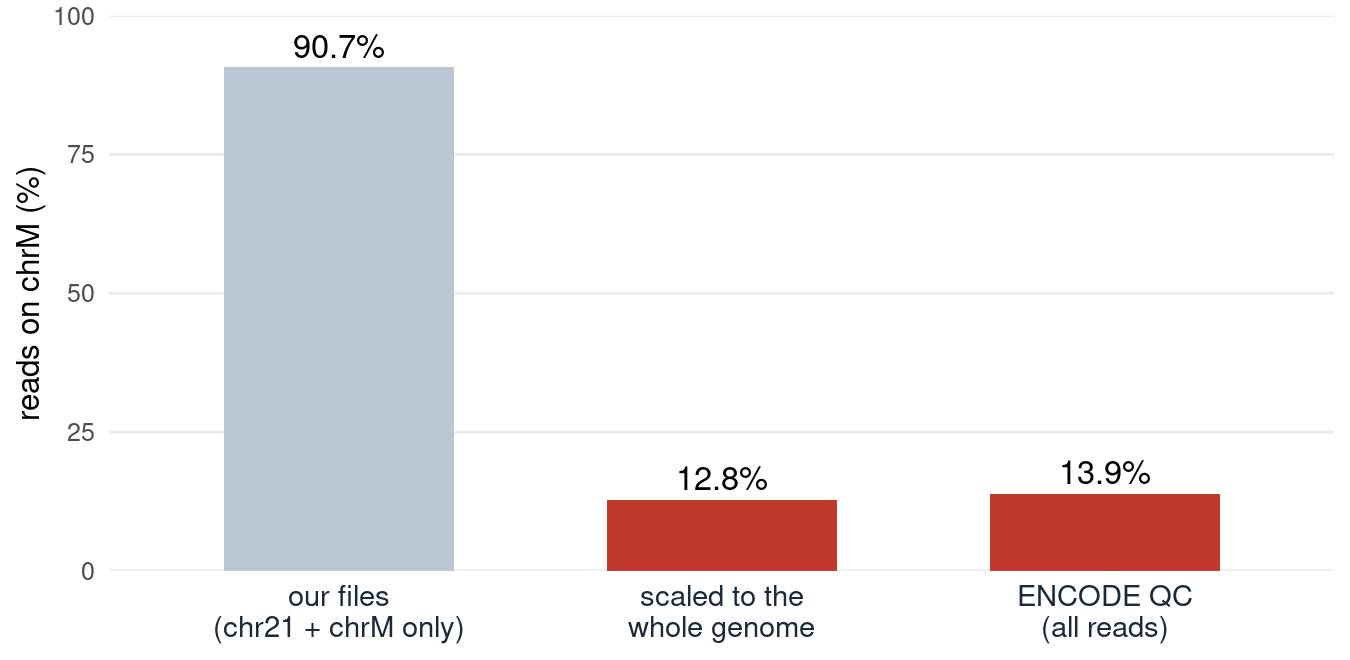 100
90.7%
75
reads on chrM (%)
50
25
12.8%
13.9%
0
our files
(chr21 + chrM only)
scaled to the
whole genome
ENCODE QC
(all reads)